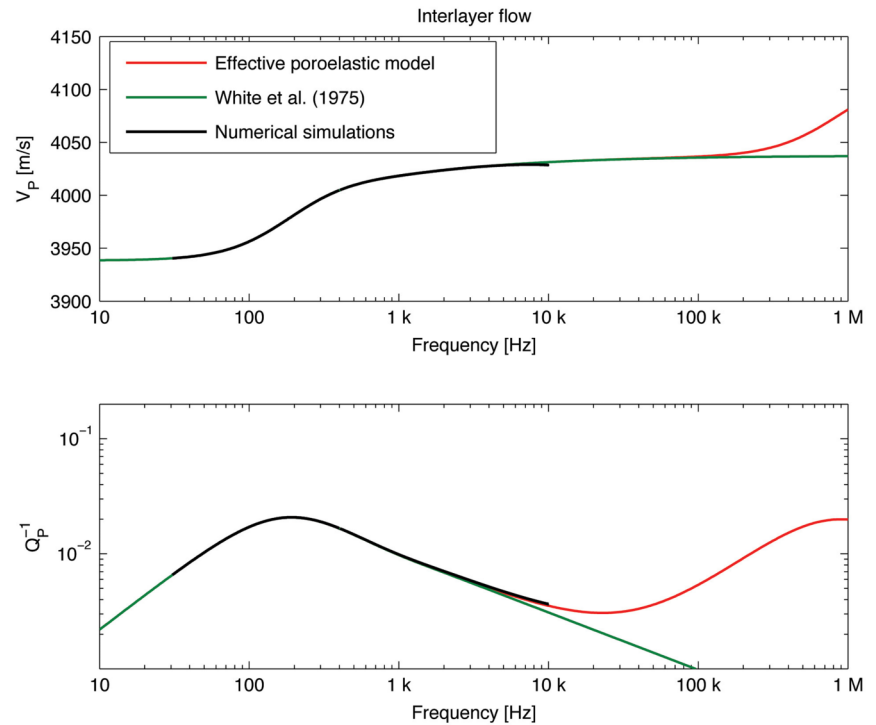 Interlayer flow
4150
4100
4050
4000
3950
3900
V_P [m/s]
Effective poroelastic model
White et al. (1975)
Numerical simulations
10 100 1 k 10 k 100 k 1 M
Frequency [Hz]
10^-1
10^-2
Q_P^-1
10 100 1 k 10 k 100 k 1 M
Frequency [Hz]